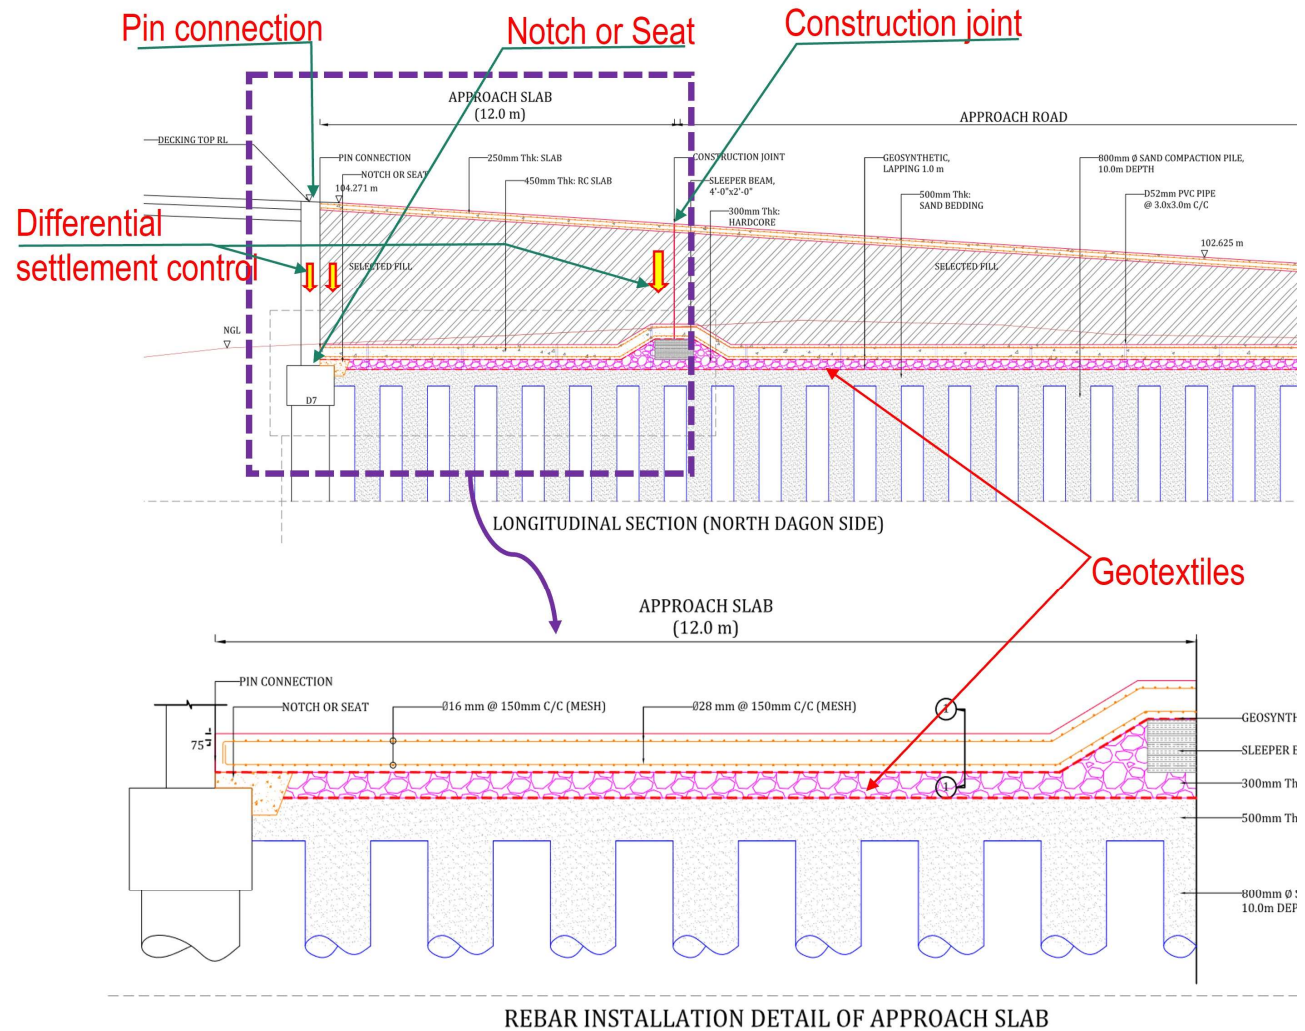 Pin connection
Notch or Seat
Construction joint
APPROACH SLAB
(12.0 m)
APPROACH ROAD
DECKING TOP RL
PIN CONNECTION
NOTCH OR SEAT
104.271 m
250mm Thk: SLAB
450mm Thk: RC SLAB
CONSTRUCTION JOINT
SLEEPER BEAM,
4'-0"x2'-0"
300mm Thk:
HARDCORE
GEOSYNTHETIC,
LAPPING 1.0 m
500mm Thk:
SAND BEDDING
800mm Ø SAND COMPACTION PILE,
10.0m DEPTH
D52mm PVC PIPE
@ 3.0x3.0m C/C
Differential
settlement control
SELECTED FILL
SELECTED FILL
102.625 m
NGL
D7
LONGITUDINAL SECTION (NORTH DAGON SIDE)
Geotextiles
APPROACH SLAB
(12.0 m)
PIN CONNECTION
NOTCH OR SEAT
Ø16 mm @ 150mm C/C (MESH)
Ø28 mm @ 150mm C/C (MESH)
75
1
1
GEOSYNTH
SLEEPER B
300mm Th
500mm Th
800mm Ø S
10.0m DEP
REBAR INSTALLATION DETAIL OF APPROACH SLAB